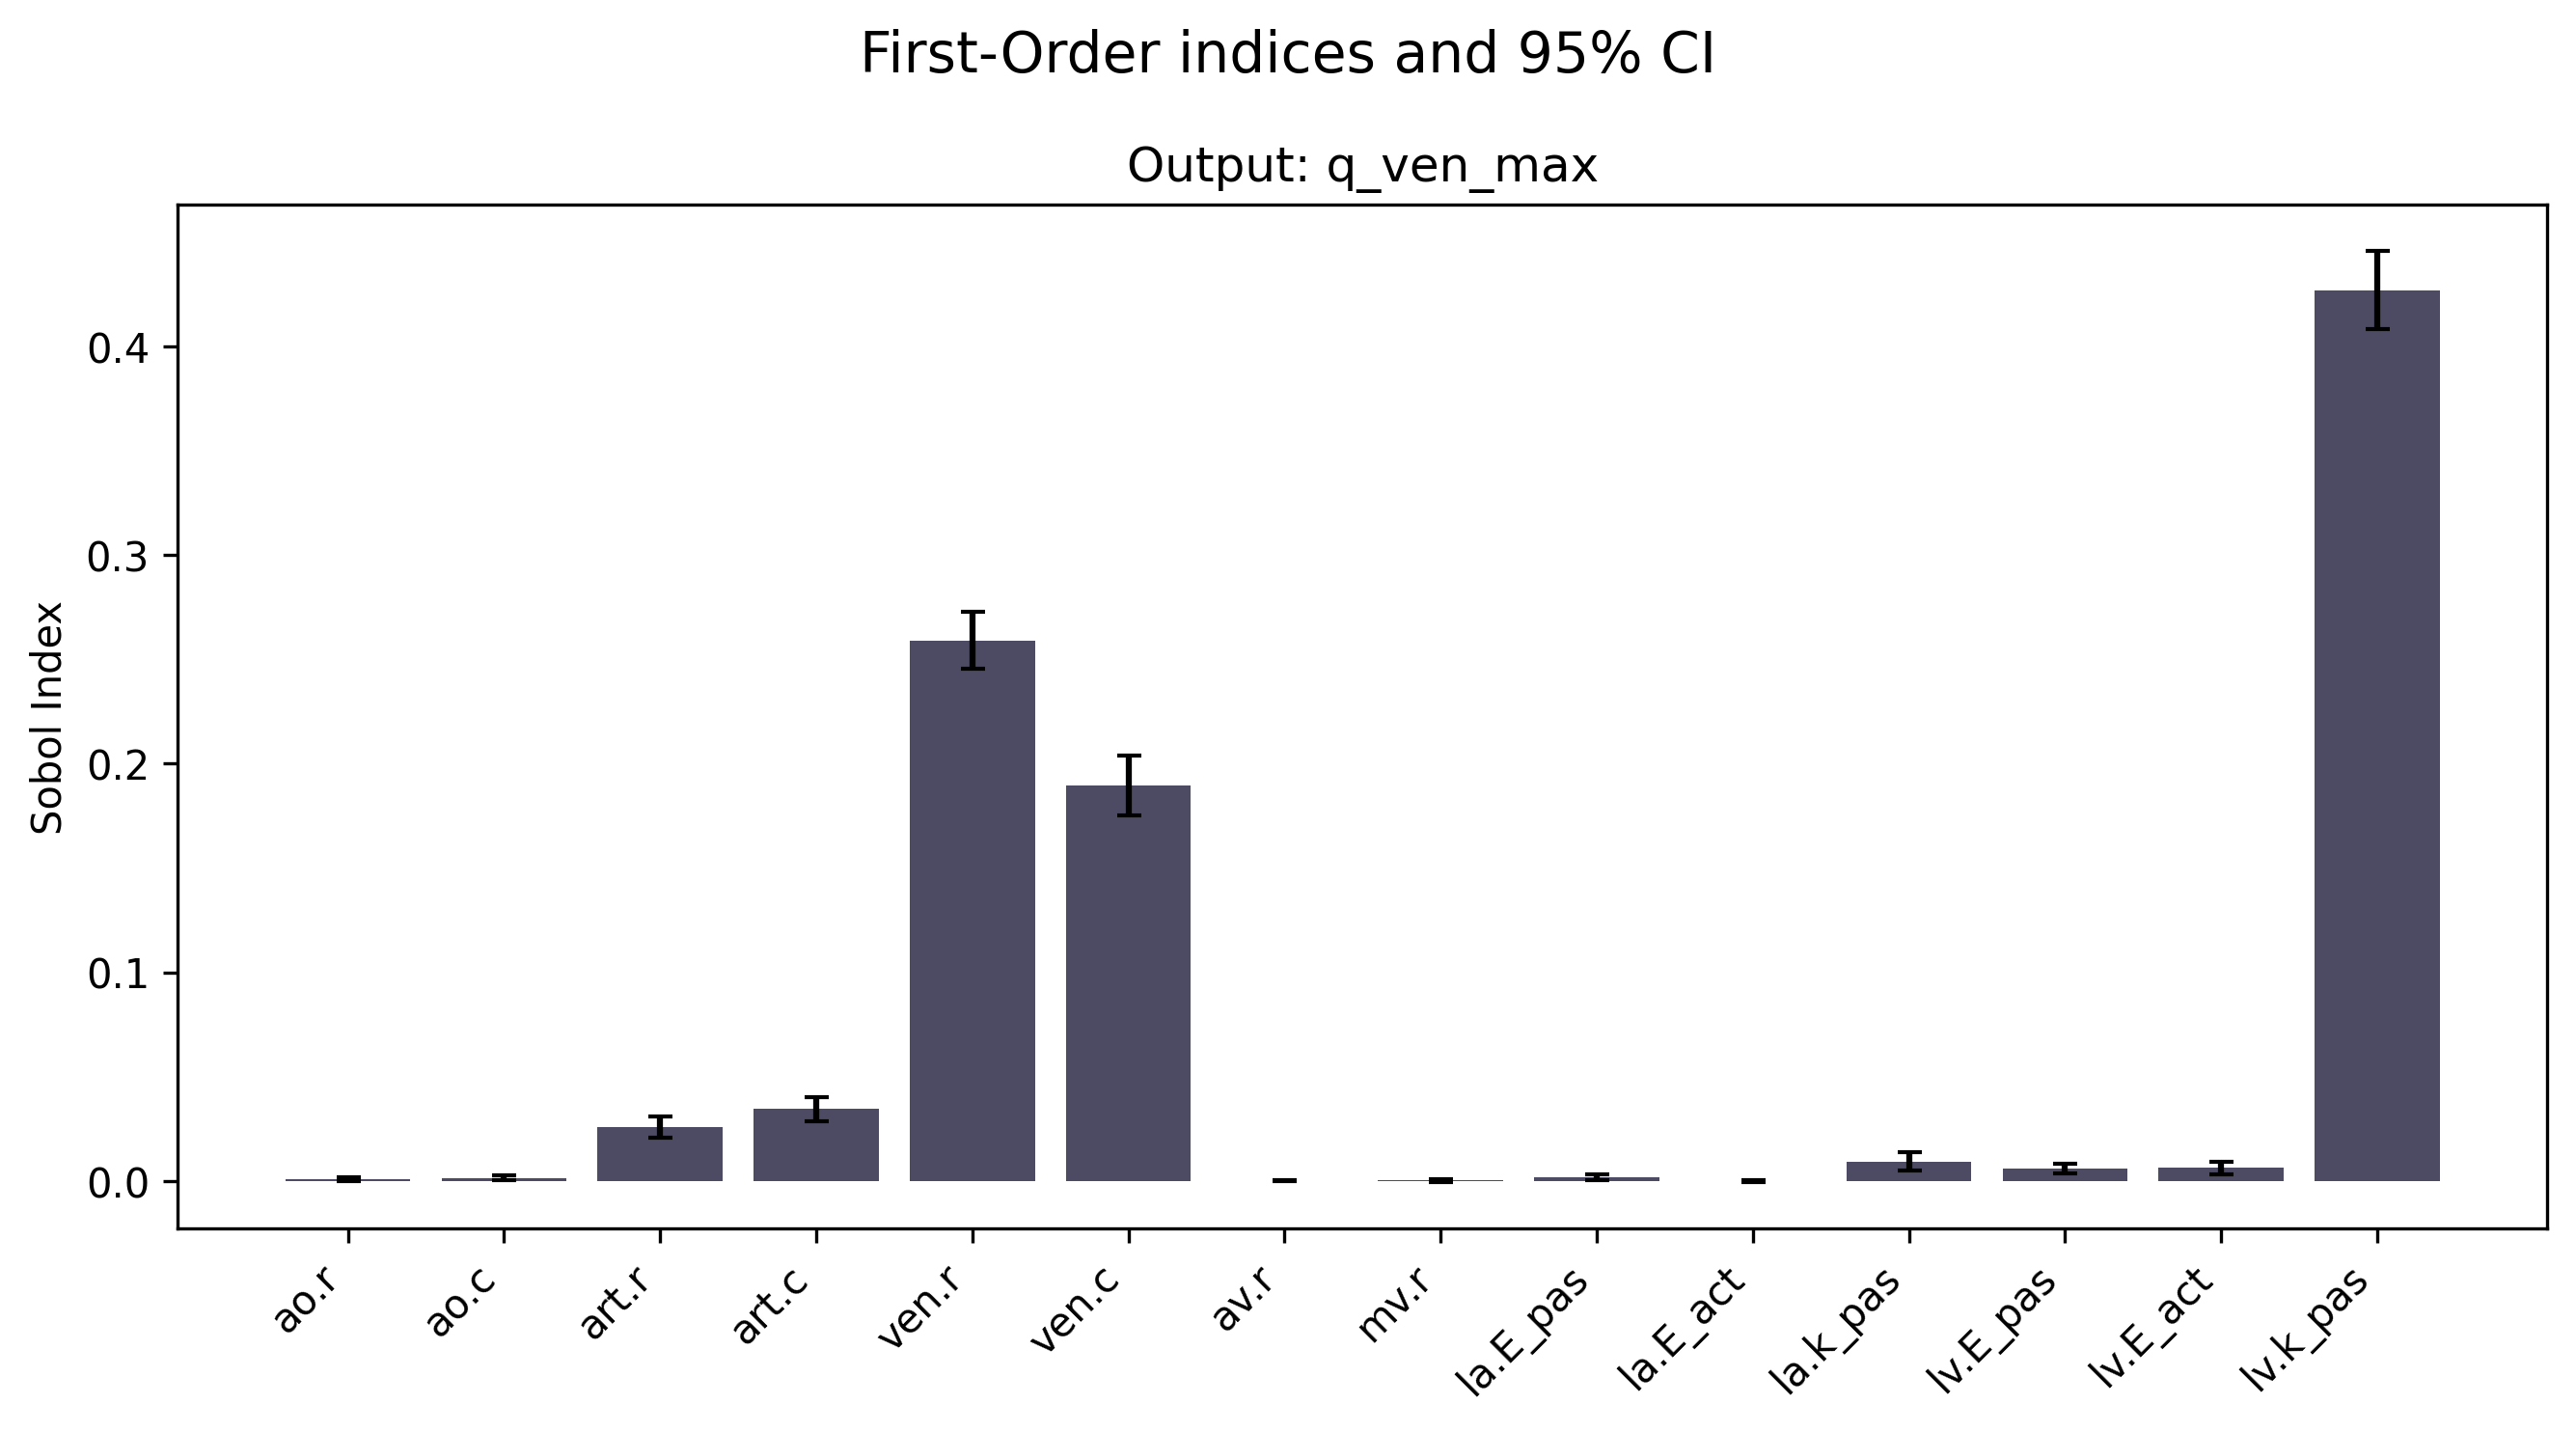 First-Order indices and 95% CI
Output: q_ven_max
Sobol Index
0.4
0.3
0.2
0.1
0.0
ao.r
ao.c
art.r
art.c
ven.r
ven.c
av.r
mv.r
la.E_pas
la.E_act
la.k_pas
lv.E_pas
lv.E_act
lv.k_pas